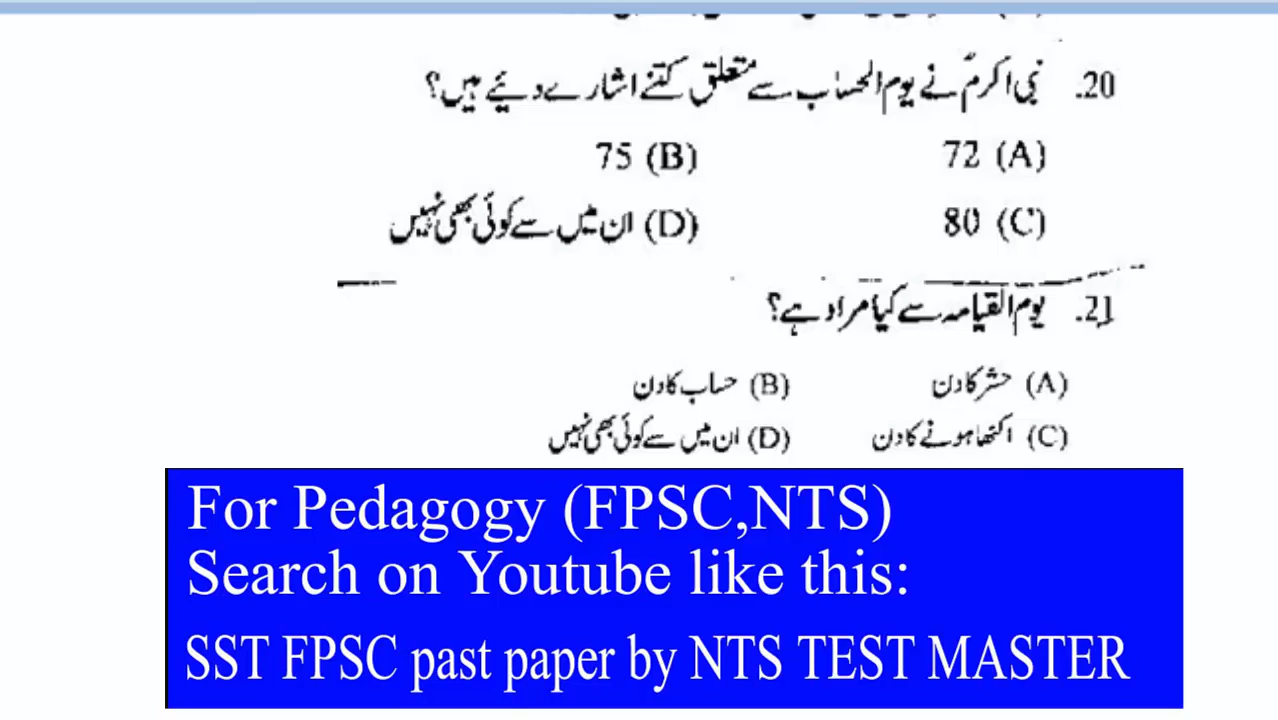 20. نبی اکرمؐ نے یوم الحساب سے متعلق کتنے اشارے دیئے ہیں؟
(A) 72 (B) 75
(C) 80 (D) ان میں سے کوئی بھی نہیں
21. یوم القیامہ سے کیا مراد ہے؟
(A) حشر کا دن (B) حساب کا دن
(C) اکٹھا ہونے کا دن (D) ان میں سے کوئی بھی نہیں
For Pedagogy (FPSC,NTS)
Search on Youtube like this:
SST FPSC past paper by NTS TEST MASTER